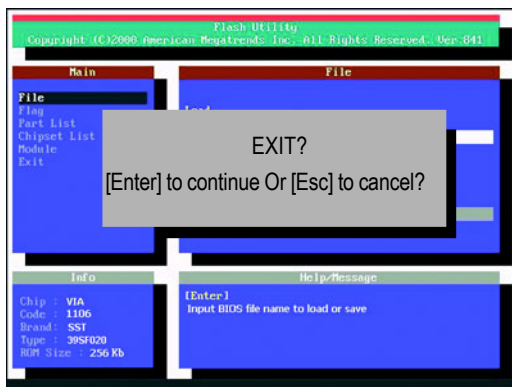 Flash Utility
Copyright (C)2000 American Megatrends Inc. All Rights Reserved. Ver:841
Main
File
File
Flag
Part List
Chipset List
Module
Exit
Load
EXIT?
[Enter] to continue Or [Esc] to cancel?
Info
Chip : VIA
Code : 1106
Brand: SST
Type : 39SF020
ROM Size : 256 Kb
Help/Message
[Enter]
Input BIOS file name to load or save